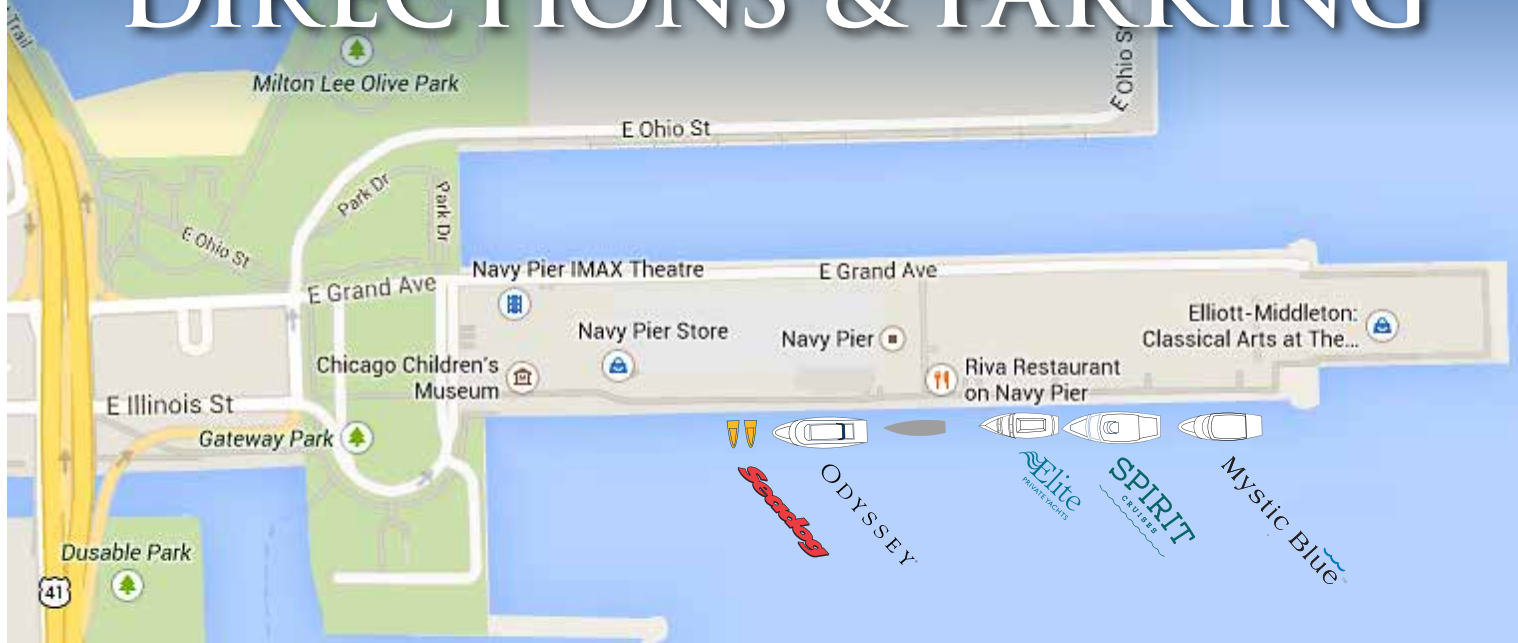 DIRECTIONS & PARKING
Trail
Milton Lee Olive Park
E Ohio St
E Ohio St
Park Dr
Park Dr
E Ohio St
Navy Pier IMAX Theatre
E Grand Ave
E Grand Ave
Navy Pier Store
Navy Pier
Elliott-Middleton:
Classical Arts at The...
Chicago Children's
Museum
Riva Restaurant
on Navy Pier
E Illinois St
Gateway Park
Seadog
ODYSSEY
Elite
PRIVATE YACHTS
SPIRIT
CRUISES
Mystic Blue
Dusable Park
41